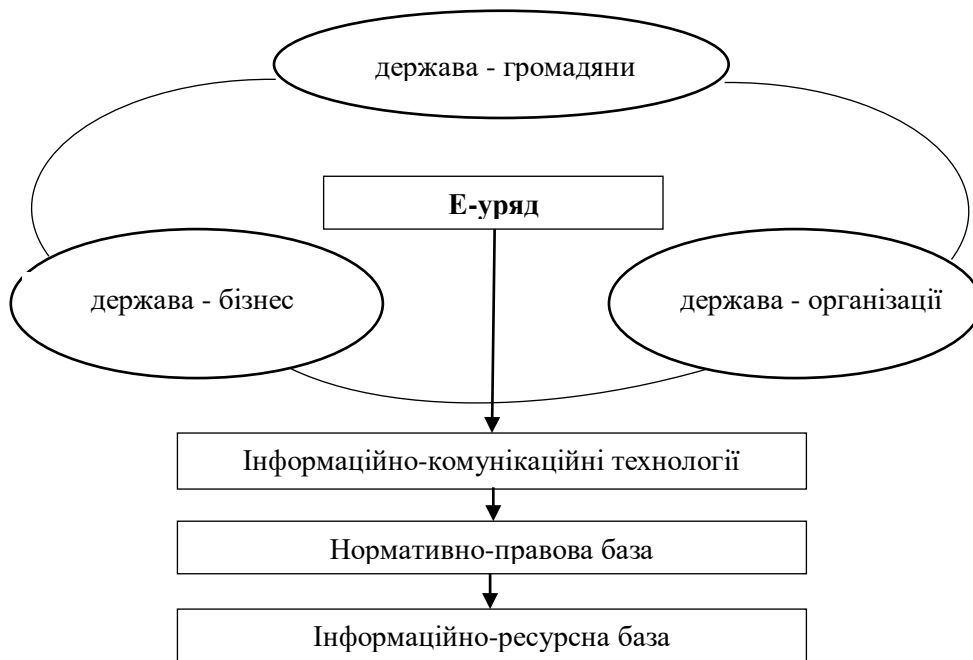 держава - громадяни
Е-уряд
держава - бізнес
держава - організації
Інформаційно-комунікаційні технології
Нормативно-правова база
Інформаційно-ресурсна база